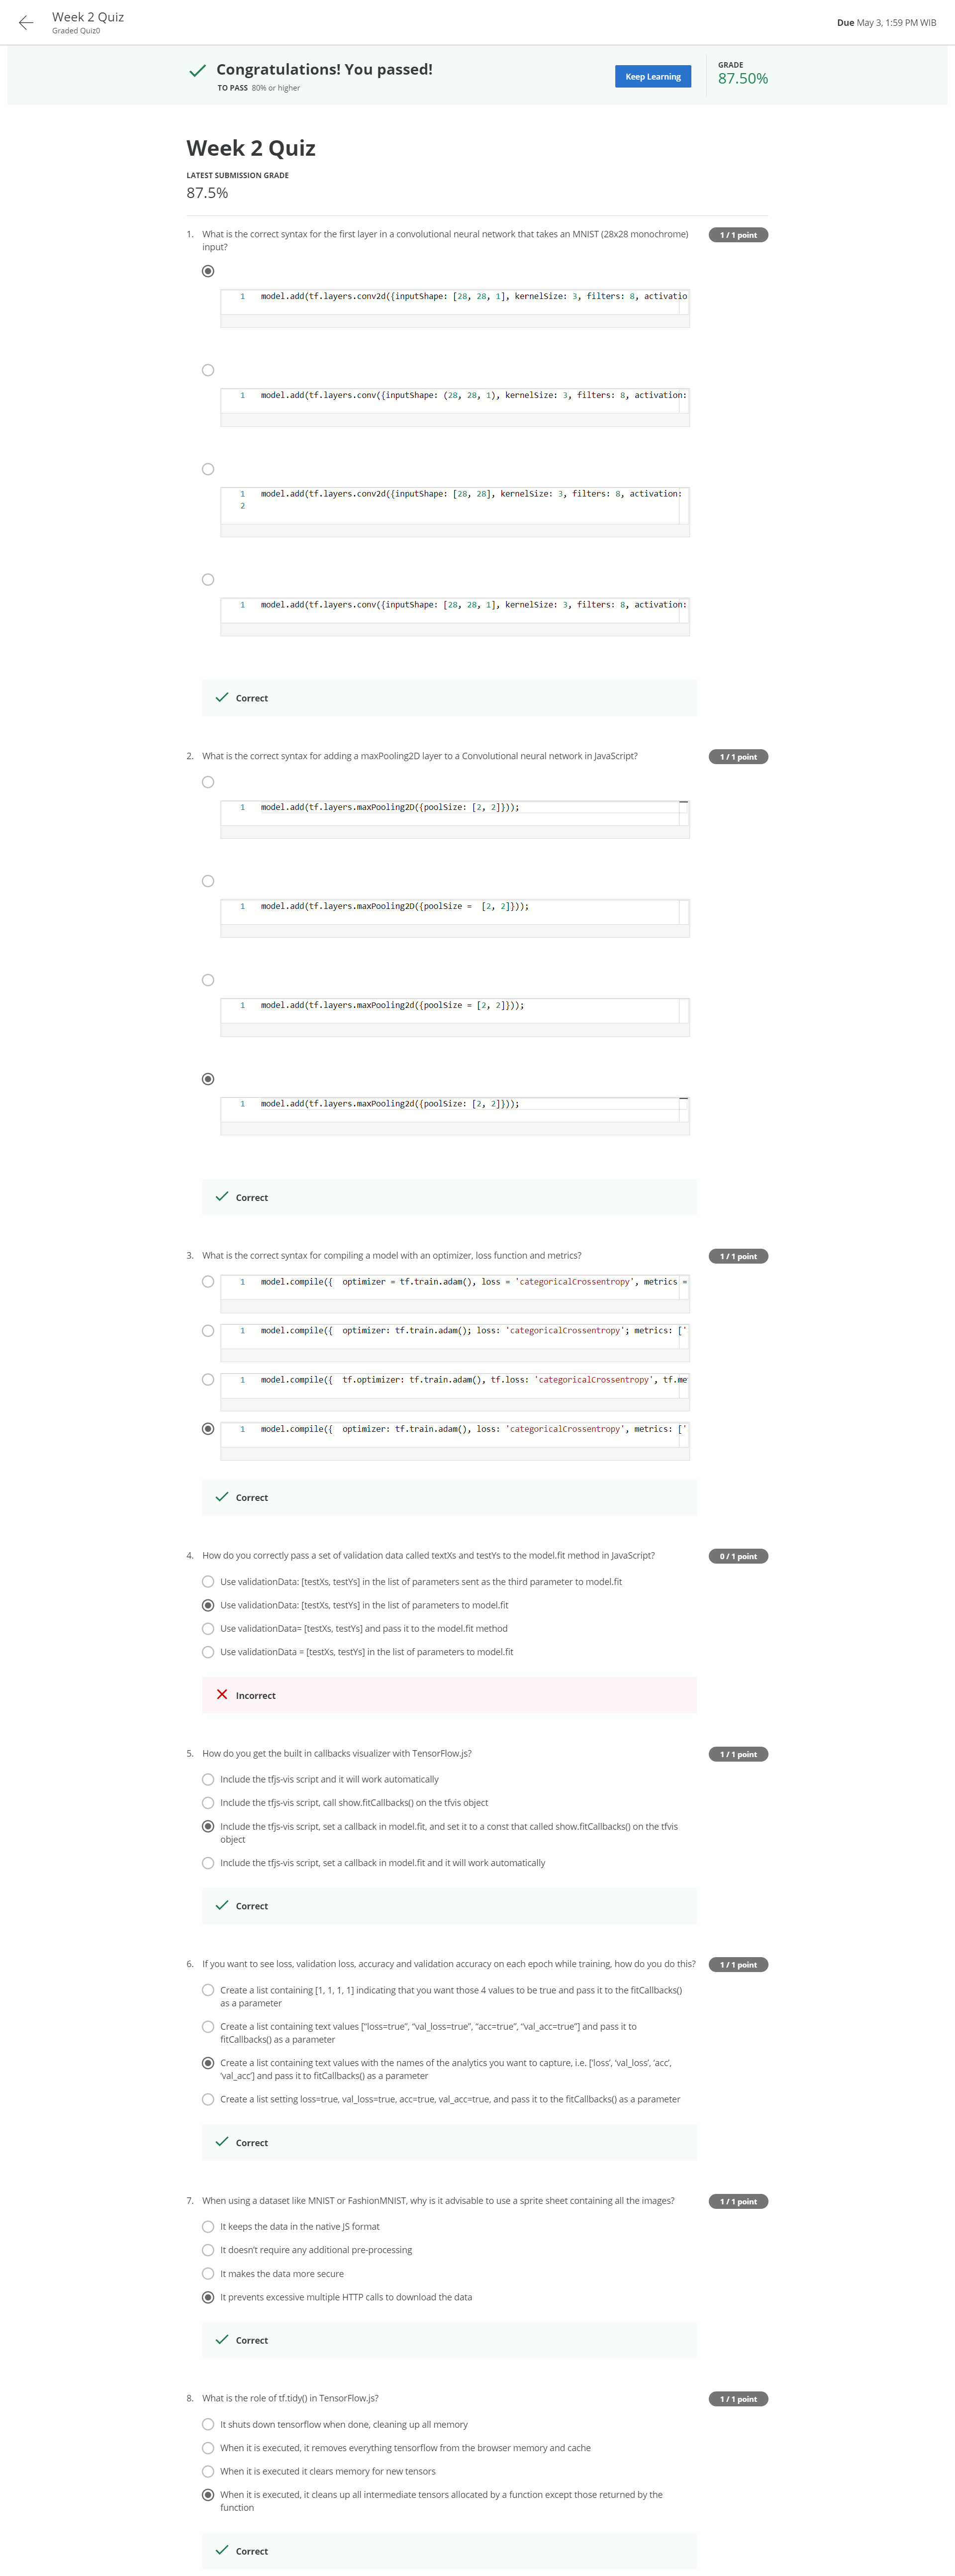 Week 2 Quiz
Graded Quiz0
Due May 3, 1:59 PM WIB
Congratulations! You passed!
TO PASS 80% or higher
Keep Learning
GRADE
87.50%
Week 2 Quiz
LATEST SUBMISSION GRADE
87.5%
1. What is the correct syntax for the first layer in a convolutional neural network that takes an MNIST (28x28 monochrome)
input?
1 / 1 point
1 model.add(tf.layers.conv2d({inputShape: [28, 28, 1], kernelSize: 3, filters: 8, activatio
1 model.add(tf.layers.conv({inputShape: (28, 28, 1), kernelSize: 3, filters: 8, activation:
1 model.add(tf.layers.conv2d({inputShape: [28, 28], kernelSize: 3, filters: 8, activation:
2
1 model.add(tf.layers.conv({inputShape: [28, 28, 1], kernelSize: 3, filters: 8, activation:
Correct
2. What is the correct syntax for adding a maxPooling2D layer to a Convolutional neural network in JavaScript?
1 / 1 point
1 model.add(tf.layers.maxPooling2D({poolSize: [2, 2]}));
1 model.add(tf.layers.maxPooling2D({poolSize =  [2, 2]}));
1 model.add(tf.layers.maxPooling2d({poolSize = [2, 2]}));
1 model.add(tf.layers.maxPooling2d({poolSize: [2, 2]}));
Correct
3. What is the correct syntax for compiling a model with an optimizer, loss function and metrics?
1 / 1 point
1 model.compile({  optimizer = tf.train.adam(), loss = 'categoricalCrossentropy', metrics =
1 model.compile({  optimizer: tf.train.adam(); loss: 'categoricalCrossentropy'; metrics: ['
1 model.compile({  tf.optimizer: tf.train.adam(), tf.loss: 'categoricalCrossentropy', tf.me
1 model.compile({  optimizer: tf.train.adam(), loss: 'categoricalCrossentropy', metrics: ['
Correct
4. How do you correctly pass a set of validation data called textXs and testYs to the model.fit method in JavaScript?
0 / 1 point
Use validationData: [testXs, testYs] in the list of parameters sent as the third parameter to model.fit
Use validationData: [testXs, testYs] in the list of parameters to model.fit
Use validationData= [testXs, testYs] and pass it to the model.fit method
Use validationData = [testXs, testYs] in the list of parameters to model.fit
Incorrect
5. How do you get the built in callbacks visualizer with TensorFlow.js?
1 / 1 point
Include the tfjs-vis script and it will work automatically
Include the tfjs-vis script, call show.fitCallbacks() on the tfvis object
Include the tfjs-vis script, set a callback in model.fit, and set it to a const that called show.fitCallbacks() on the tfvis
object
Include the tfjs-vis script, set a callback in model.fit and it will work automatically
Correct
6. If you want to see loss, validation loss, accuracy and validation accuracy on each epoch while training, how do you do this?
1 / 1 point
Create a list containing [1, 1, 1, 1] indicating that you want those 4 values to be true and pass it to the fitCallbacks()
as a parameter
Create a list containing text values [“loss=true”, “val_loss=true”, “acc=true”, “val_acc=true”] and pass it to
fitCallbacks() as a parameter
Create a list containing text values with the names of the analytics you want to capture, i.e. [‘loss’, ‘val_loss’, ‘acc’,
‘val_acc’] and pass it to fitCallbacks() as a parameter
Create a list setting loss=true, val_loss=true, acc=true, val_acc=true, and pass it to the fitCallbacks() as a parameter
Correct
7. When using a dataset like MNIST or FashionMNIST, why is it advisable to use a sprite sheet containing all the images?
1 / 1 point
It keeps the data in the native JS format
It doesn’t require any additional pre-processing
It makes the data more secure
It prevents excessive multiple HTTP calls to download the data
Correct
8. What is the role of tf.tidy() in TensorFlow.js?
1 / 1 point
It shuts down tensorflow when done, cleaning up all memory
When it is executed, it removes everything tensorflow from the browser memory and cache
When it is executed it clears memory for new tensors
When it is executed, it cleans up all intermediate tensors allocated by a function except those returned by the
function
Correct